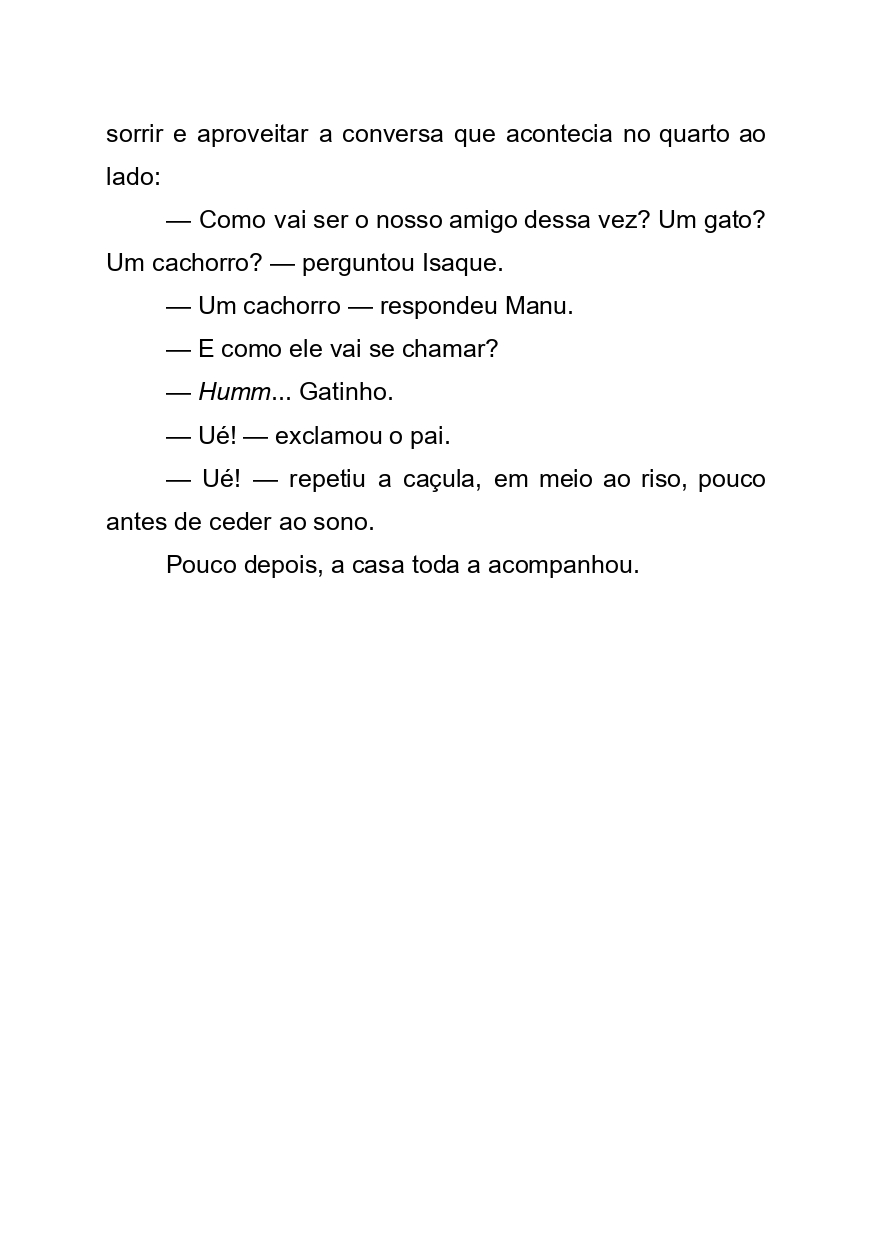 sorrir e aproveitar a conversa que acontecia no quarto ao
lado:
— Como vai ser o nosso amigo dessa vez? Um gato?
Um cachorro? — perguntou Isaque.
— Um cachorro — respondeu Manu.
— E como ele vai se chamar?
— Humm... Gatinho.
— Ué! — exclamou o pai.
— Ué! — repetiu a caçula, em meio ao riso, pouco
antes de ceder ao sono.
Pouco depois, a casa toda a acompanhou.